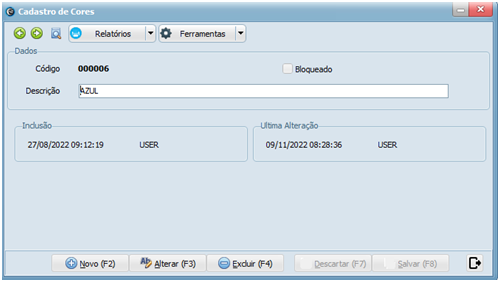 Cadastro de Cores
Relatórios Ferramentas
Dados
Código 000006 Bloqueado
Descrição AZUL
Inclusão Ultima Alteração
27/08/2022 09:12:19 USER 09/11/2022 08:28:36 USER
Novo (F2) Alterar (F3) Excluir (F4) Descartar (F7) Salvar (F8)